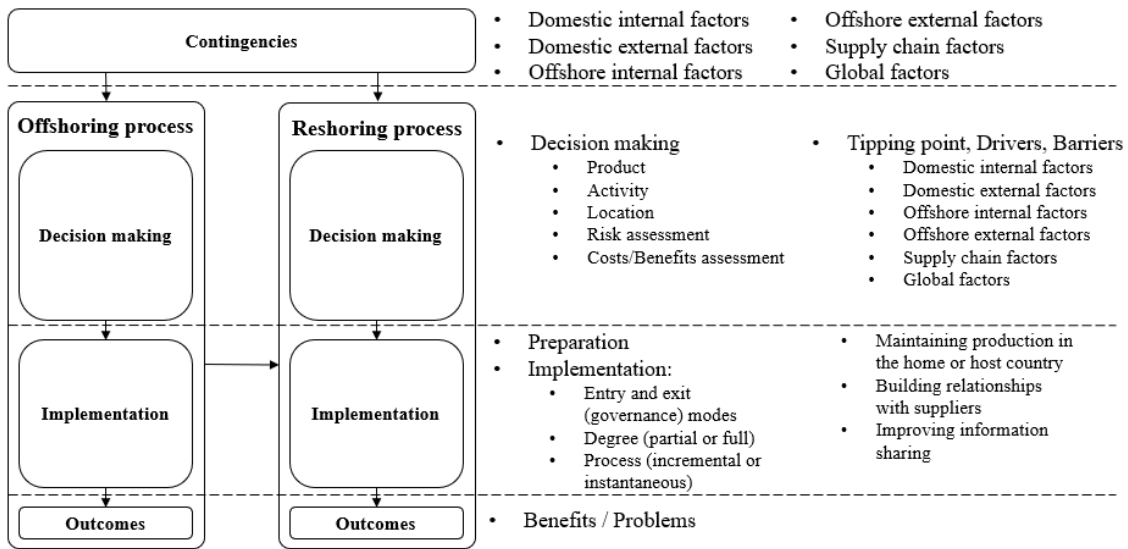 Contingencies
• Domestic internal factors
• Domestic external factors
• Offshore internal factors
• Offshore external factors
• Supply chain factors
• Global factors
Offshoring process
Decision making
Implementation
Outcomes
Reshoring process
Decision making
Implementation
Outcomes
• Decision making
• Product
• Activity
• Location
• Risk assessment
• Costs/Benefits assessment
• Tipping point, Drivers, Barriers
• Domestic internal factors
• Domestic external factors
• Offshore internal factors
• Offshore external factors
• Supply chain factors
• Global factors
• Preparation
• Implementation:
• Entry and exit
(governance) modes
• Degree (partial or full)
• Process (incremental or
instantaneous)
• Maintaining production in
the home or host country
• Building relationships
with suppliers
• Improving information
sharing
• Benefits / Problems